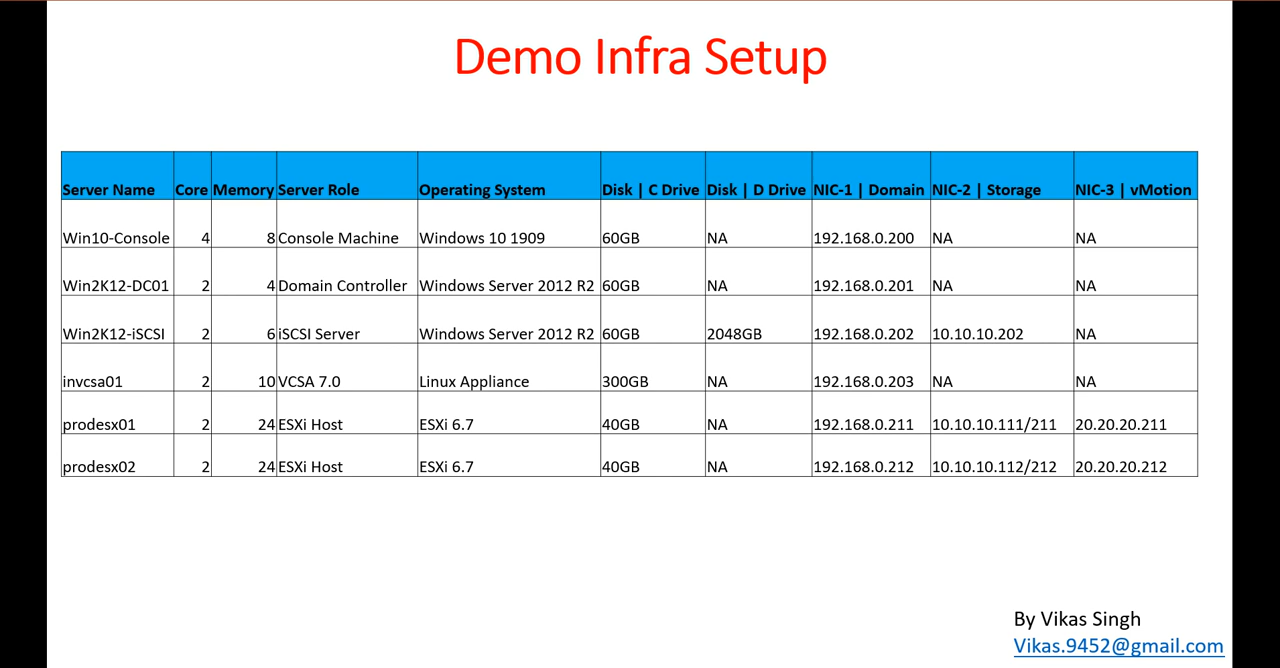 Demo Infra Setup
Server Name Core Memory Server Role Operating System Disk | C Drive Disk | D Drive NIC-1 | Domain NIC-2 | Storage NIC-3 | vMotion
Win10-Console 4 8 Console Machine Windows 10 1909 60GB NA 192.168.0.200 NA NA
Win2K12-DC01 2 4 Domain Controller Windows Server 2012 R2 60GB NA 192.168.0.201 NA NA
Win2K12-iSCSI 2 6 iSCSI Server Windows Server 2012 R2 60GB 2048GB 192.168.0.202 10.10.10.202 NA
invcsa01 2 10 VCSA 7.0 Linux Appliance 300GB NA 192.168.0.203 NA NA
prodesx01 2 24 ESXi Host ESXi 6.7 40GB NA 192.168.0.211 10.10.10.111/211 20.20.20.211
prodesx02 2 24 ESXi Host ESXi 6.7 40GB NA 192.168.0.212 10.10.10.112/212 20.20.20.212
By Vikas Singh
Vikas.9452@gmail.com